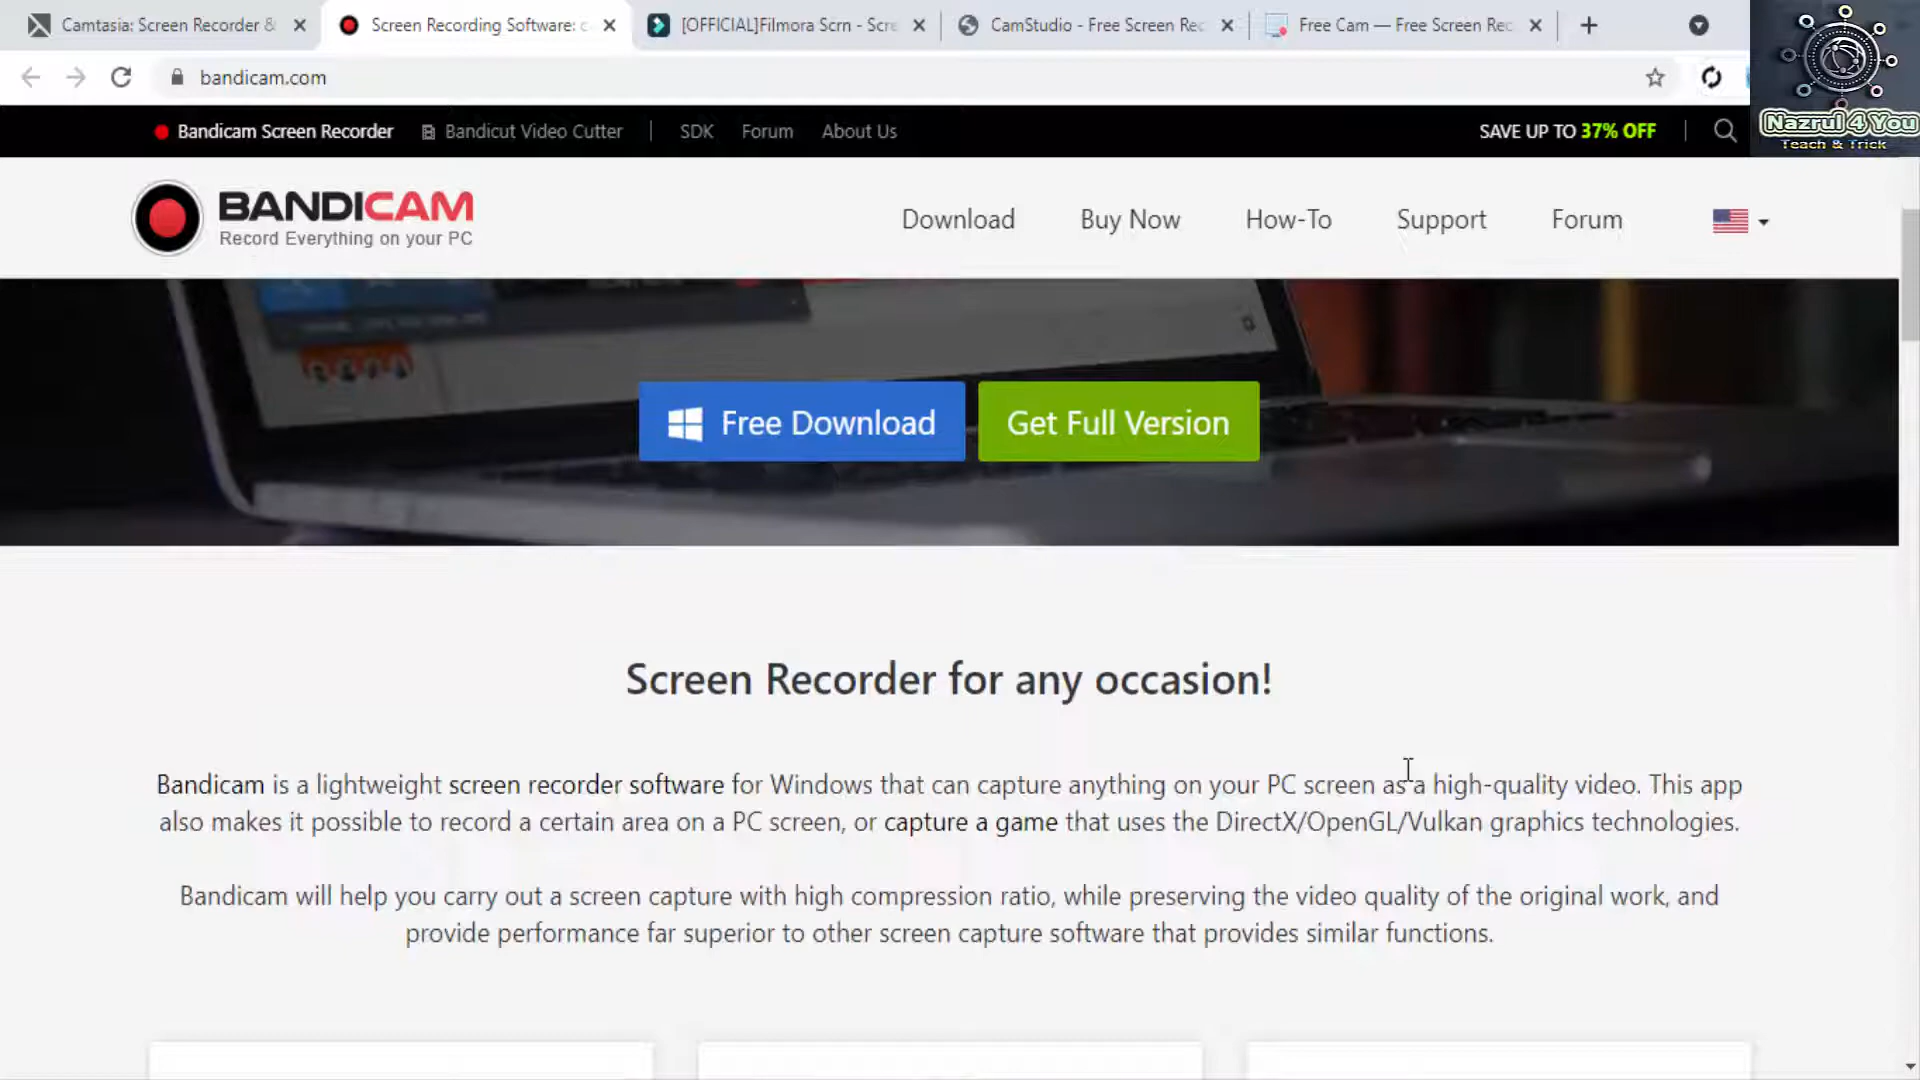 Camtasia: Screen Recorder &
Screen Recording Software: c
[OFFICIAL]Filmora Scrn - Scre
CamStudio - Free Screen Rec
Free Cam — Free Screen Rec
bandicam.com
Bandicam Screen Recorder
Bandicut Video Cutter
SDK
Forum
About Us
SAVE UP TO 37% OFF
Nazrul 4 You
Teach & Trick
BANDICAM
Record Everything on your PC
Download
Buy Now
How-To
Support
Forum
Free Download
Get Full Version
Screen Recorder for any occasion!
Bandicam is a lightweight screen recorder software for Windows that can capture anything on your PC screen as a high-quality video. This app
also makes it possible to record a certain area on a PC screen, or capture a game that uses the DirectX/OpenGL/Vulkan graphics technologies.
Bandicam will help you carry out a screen capture with high compression ratio, while preserving the video quality of the original work, and
provide performance far superior to other screen capture software that provides similar functions.